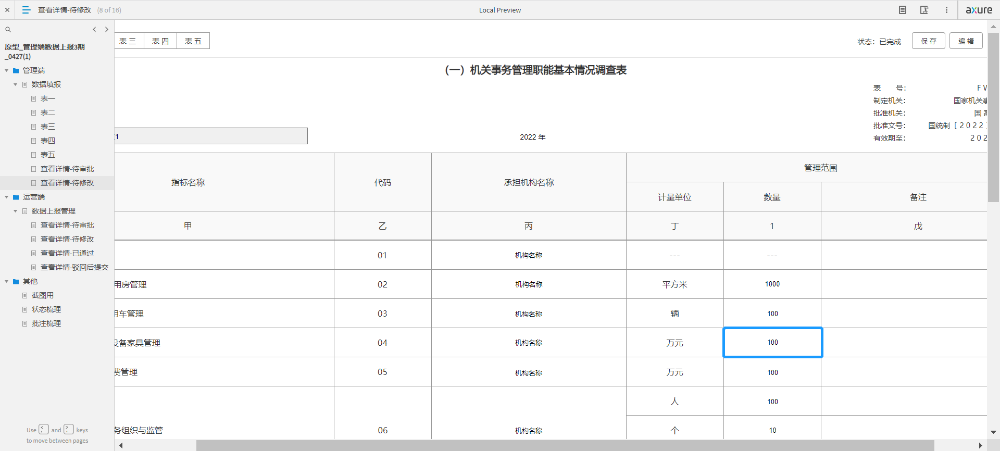 查看详情-待修改 (8 of 16)
Local Preview
axure
原型_管理端数据上报3期
_0427(1)
管理端
数据填报
表一
表二
表三
表四
表五
查看详情-待审批
查看详情-待修改
运营端
数据上报管理
查看详情-待审批
查看详情-待修改
查看详情-已通过
查看详情-驳回后提交
其他
截图用
状态梳理
批注梳理
Use < , and > . keys
to move between pages
表 三 表 四 表 五
状态：已完成 保 存 编 辑
（一）机关事务管理职能基本情况调查表
表 号：
F
制定机关： 国家机关
批准机关： 国
批准文号： 国统制〔2022
有效期至： 202
1 2022 年
指标名称 代码 承担机构名称 管理范围
计量单位 数量 备注
甲 乙 丙 丁 1 戊
01 机构名称 --- ---
用房管理 02 机构名称 平方米 1000
车管理 03 机构名称 辆 100
备家具管理 04 机构名称 万元 100
费管理 05 机构名称 万元 100
人 100
务组织与监管 06 机构名称 个 10